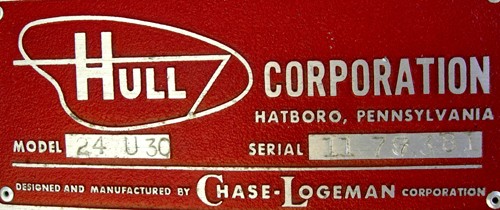 HULL CORPORATION
HATBORO, PENNSYLVANIA
MODEL 24 U 30 SERIAL
DESIGNED AND MANUFACTURED BY CHASE-LOGEMAN CORPORATION